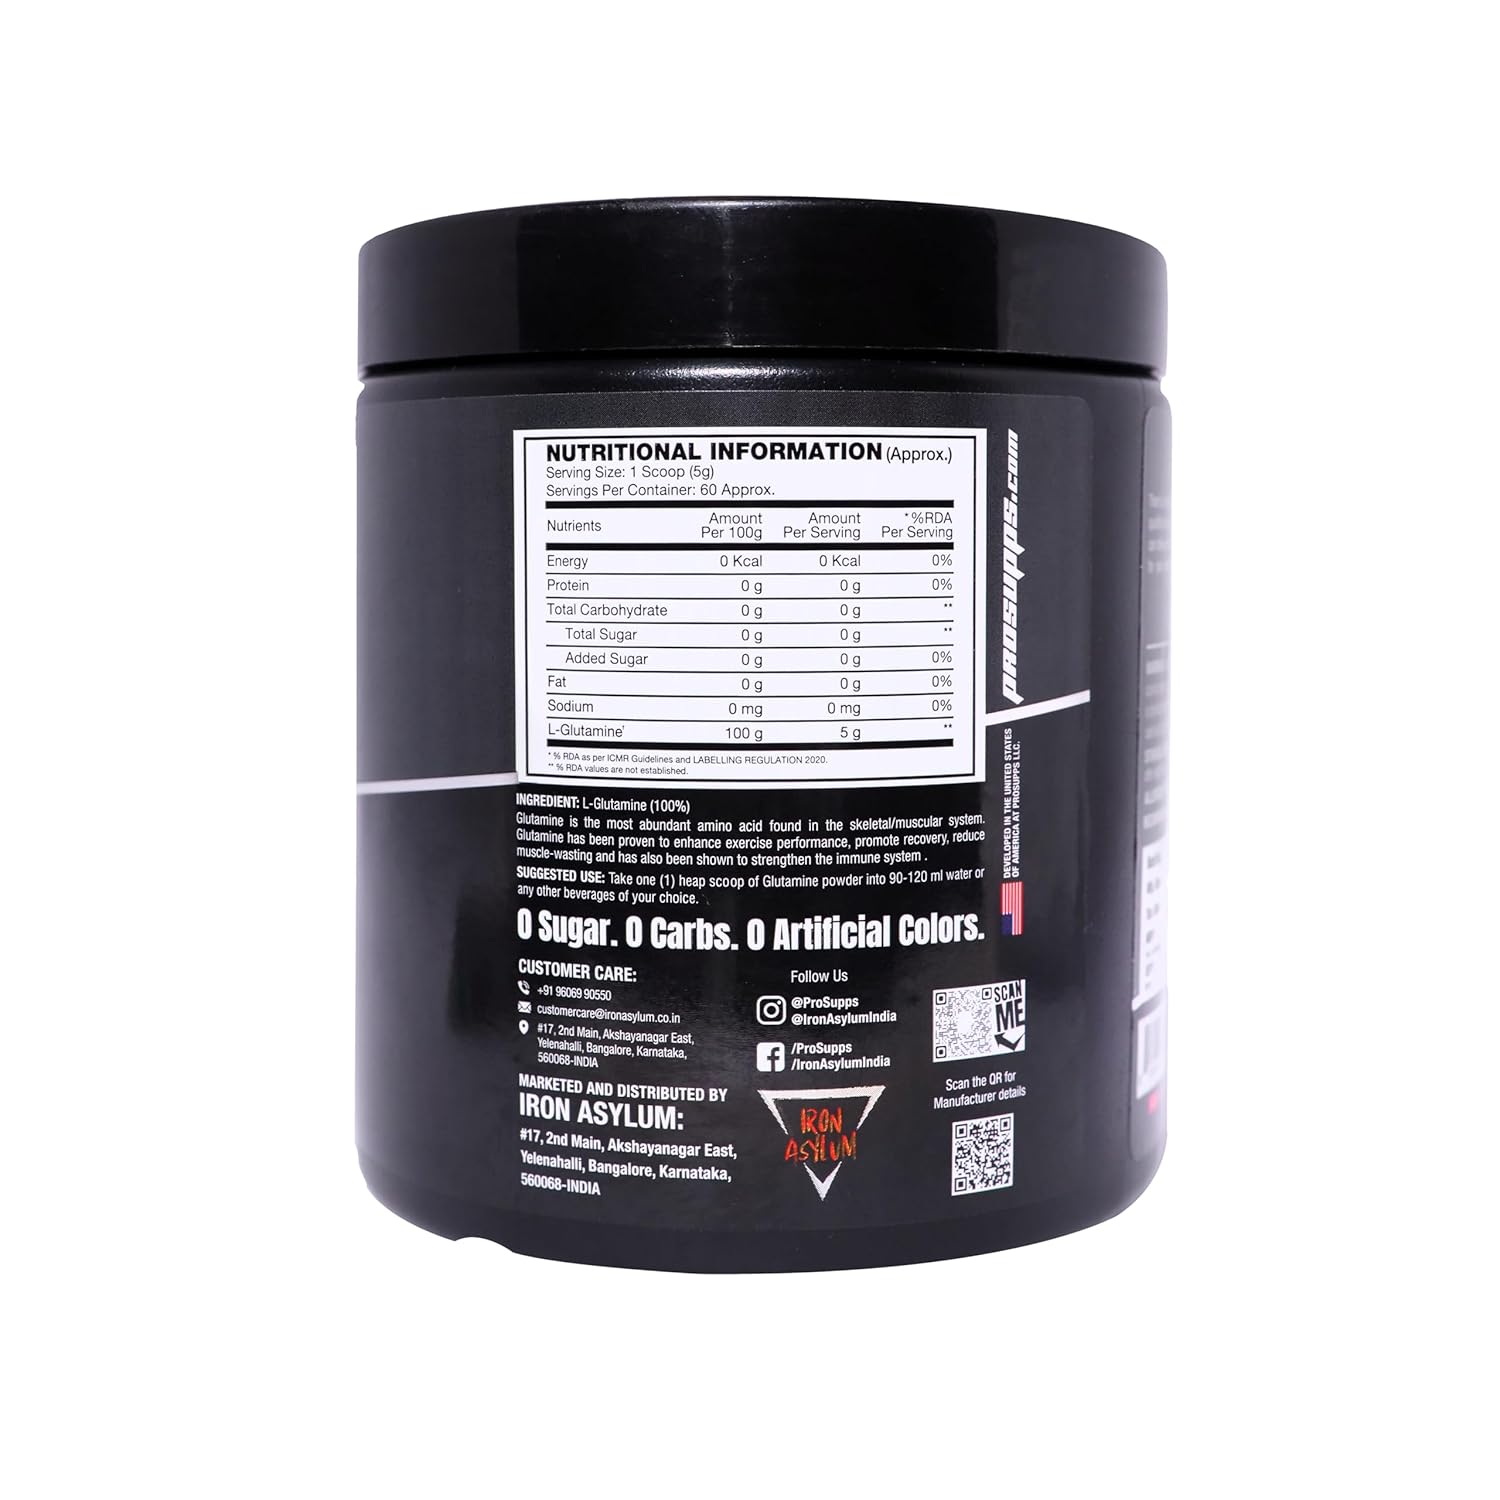 NUTRITIONAL INFORMATION (Approx.)
Serving Size: 1 Scoop (5g)
Servings Per Container: 60 Approx.
Nutrients Amount Per 100g Amount Per Serving *%RDA Per Serving
Energy 0 Kcal 0 Kcal 0%
Protein 0 g 0 g 0%
Total Carbohydrate 0 g 0 g **
Total Sugar 0 g 0 g **
Added Sugar 0 g 0 g 0%
Fat 0 g 0 g 0%
Sodium 0 mg 0 mg 0%
L-Glutamine' 100 g 5 g **
* % RDA as per ICMR Guidelines and LABELLING REGULATION 2020.
** % RDA values are not established.
INGREDIENT: L-Glutamine (100%)
Glutamine is the most abundant amino acid found in the skeletal/muscular system.
Glutamine has been proven to enhance exercise performance, promote recovery, reduce
muscle-wasting and has also been shown to strengthen the immune system .
SUGGESTED USE: Take one (1) heap scoop of Glutamine powder into 90-120 ml water or
any other beverages of your choice.
0 Sugar. 0 Carbs. 0 Artificial Colors.
CUSTOMER CARE:
+91 96069 90550
customercare@ironasylum.co.in
#17, 2nd Main, Akshayanagar East,
Yelenahalli, Bangalore, Karnataka,
560068-INDIA
MARKETED AND DISTRIBUTED BY
IRON ASYLUM:
#17, 2nd Main, Akshayanagar East,
Yelenahalli, Bangalore, Karnataka,
560068-INDIA
Follow Us
@ProSupps
@IronAsylumIndia
/ProSupps
/IronAsylumIndia
IRON
ASYLUM
SCAN
ME
Scan the QR for
Manufacturer details
prosupps.com
DEVELOPED IN THE UNITED STATES
OF AMERICA AT PROSUPPS LLC.